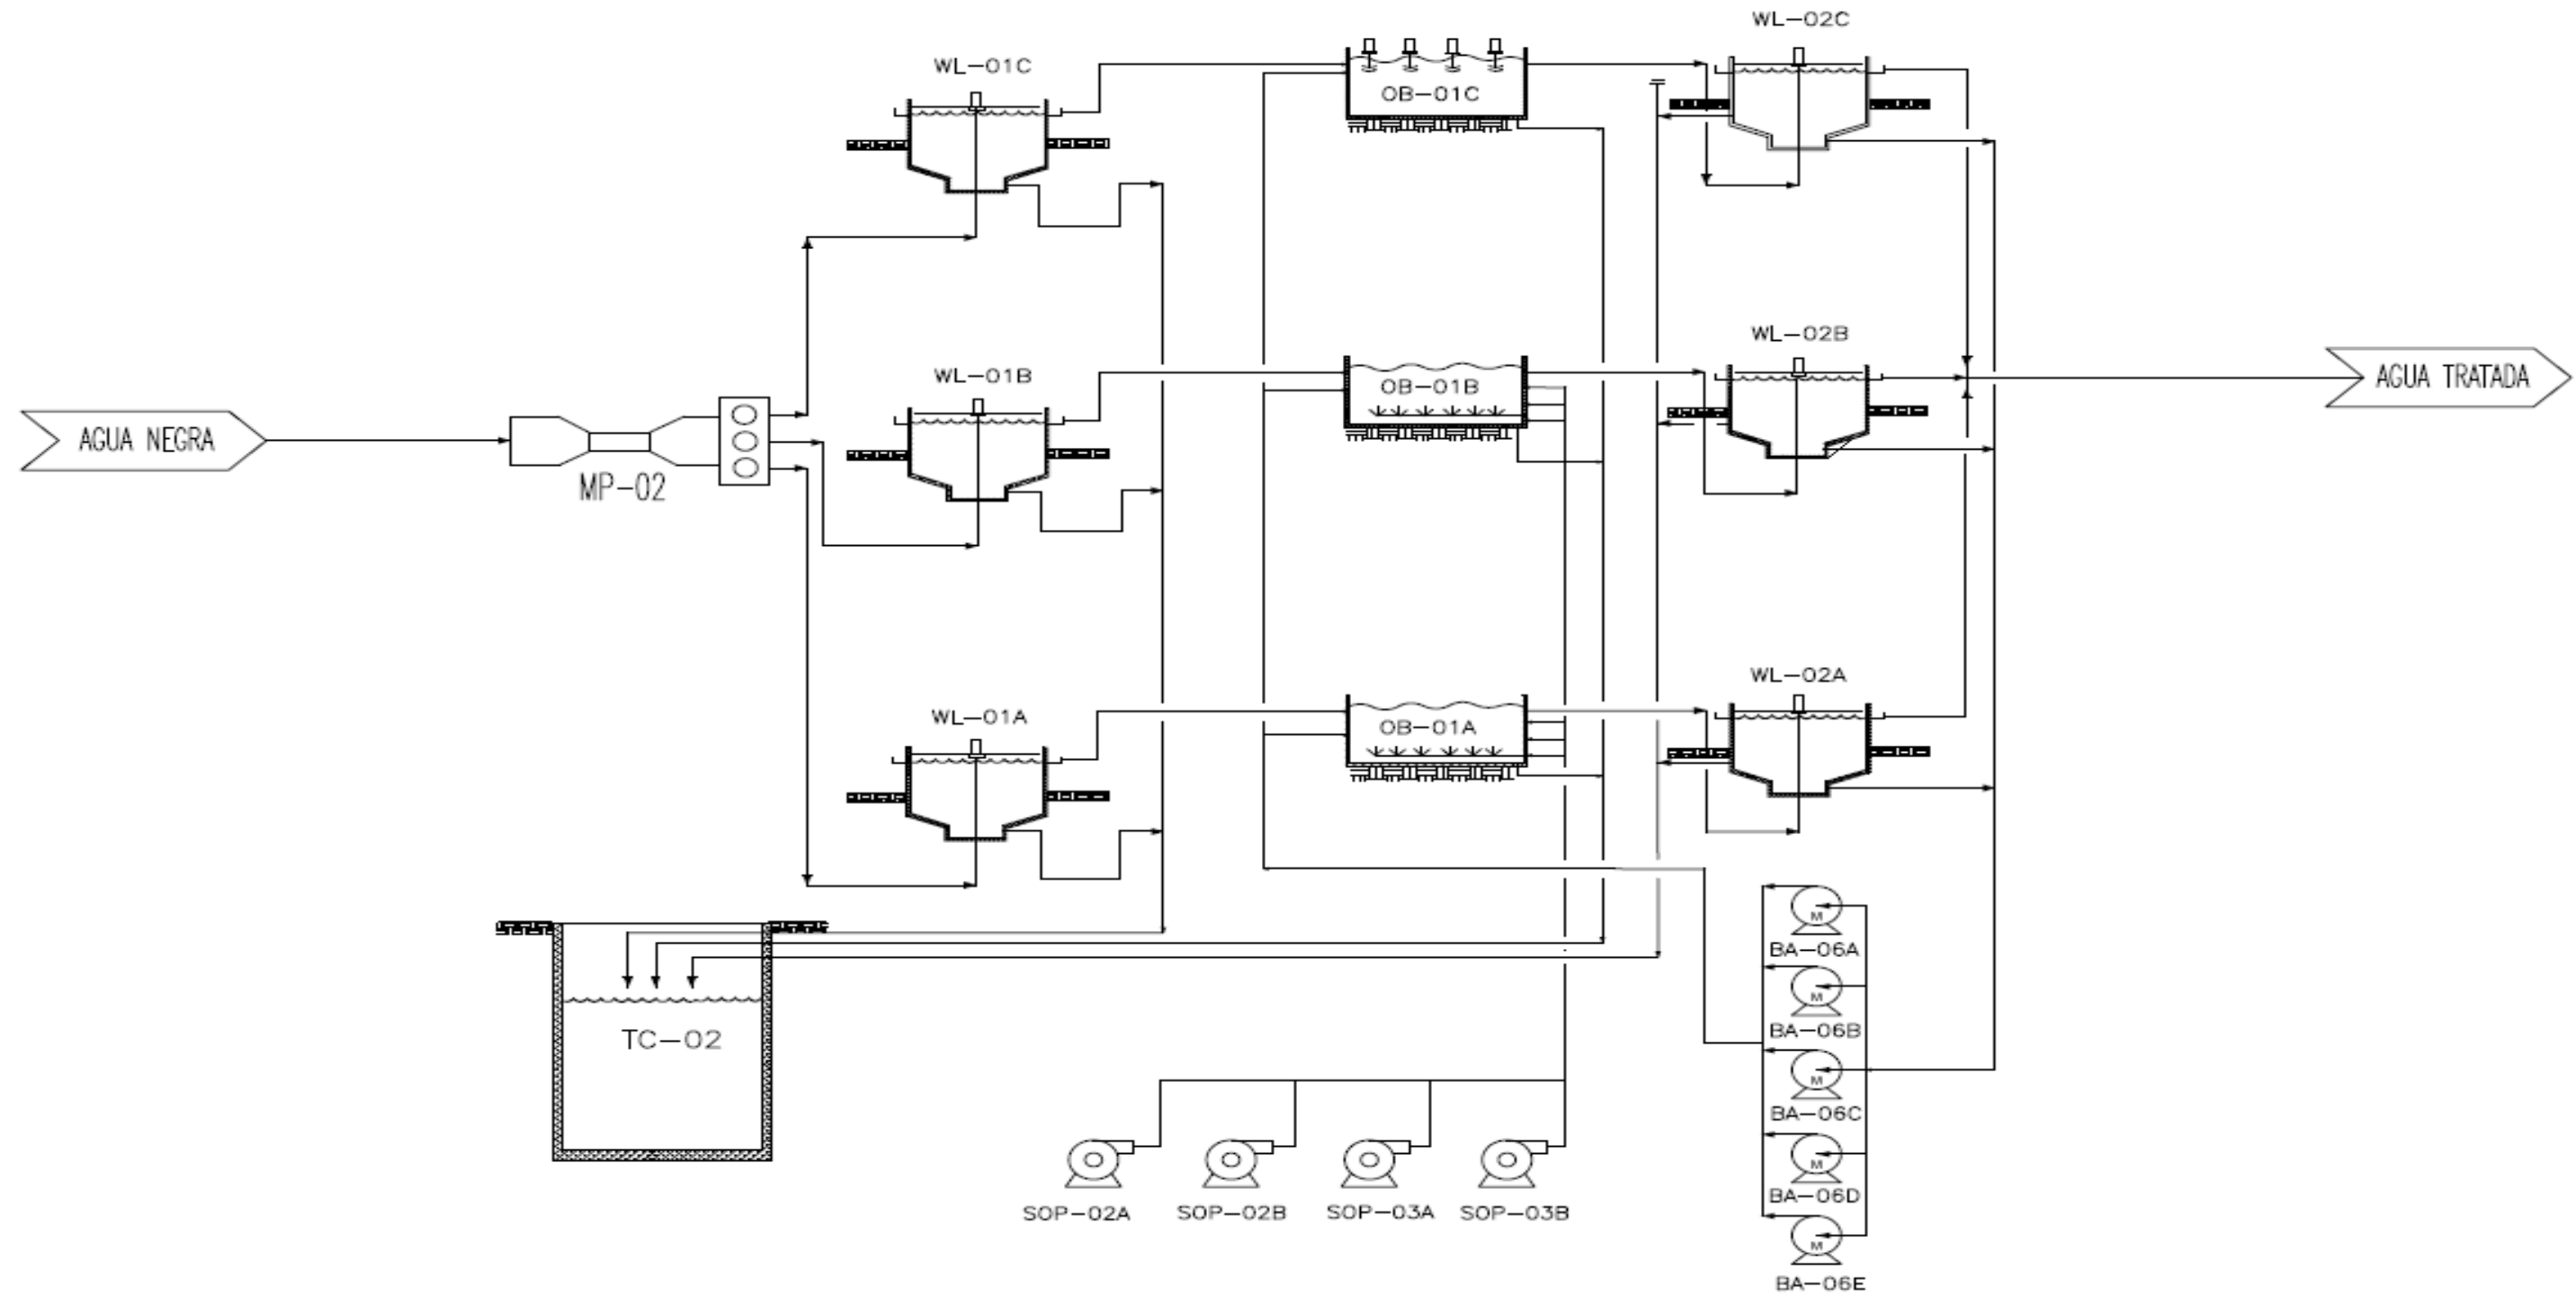 WL-02C
WL-01C
OB-01C
WL-02B
WL-01B
OB-01B
AGUA TRATADA
AGUA NEGRA
MP-02
WL-02A
WL-01A
OB-01A
M
BA-06A
M
BA-06B
TC-02
M
BA-06C
M
BA-06D
SOP-02A
SOP-02B
SOP-03A
SOP-03B
M
BA-06E